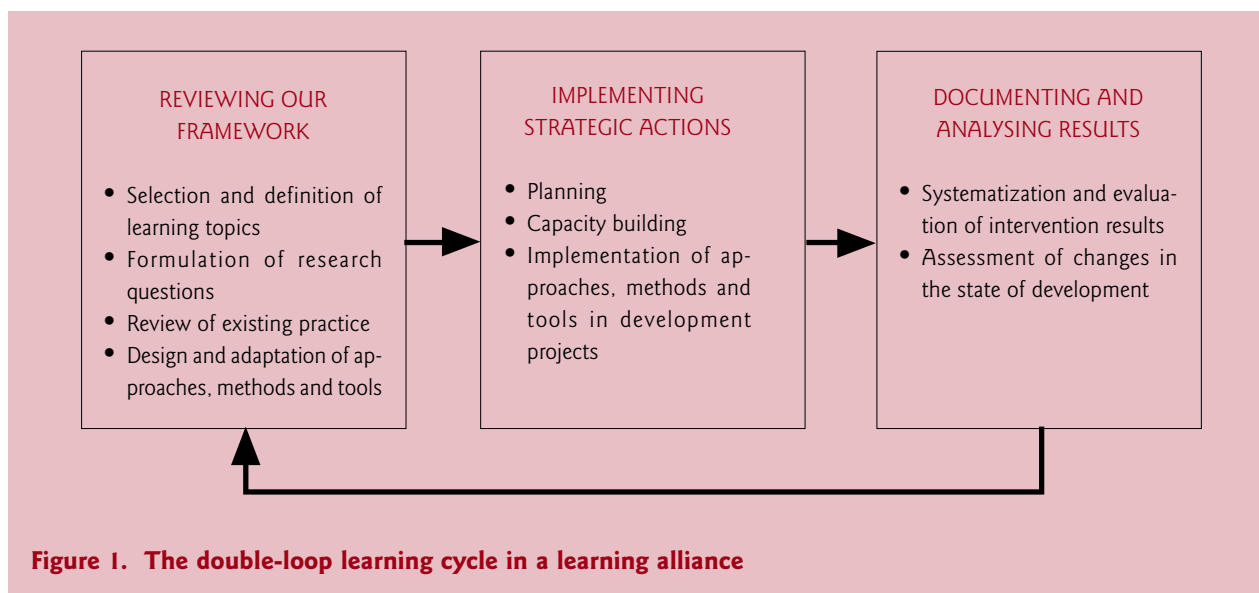 REVIEWING OUR
FRAMEWORK
• Selection and definition of
learning topics
• Formulation of research
questions
• Review of existing practice
• Design and adaptation of ap-
proaches, methods and tools
IMPLEMENTING
STRATEGIC ACTIONS
• Planning
• Capacity building
• Implementation of ap-
proaches, methods and
tools in development
projects
DOCUMENTING AND
ANALYSING RESULTS
• Systematization and evalua-
tion of intervention results
• Assessment of changes in
the state of development
Figure 1. The double-loop learning cycle in a learning alliance